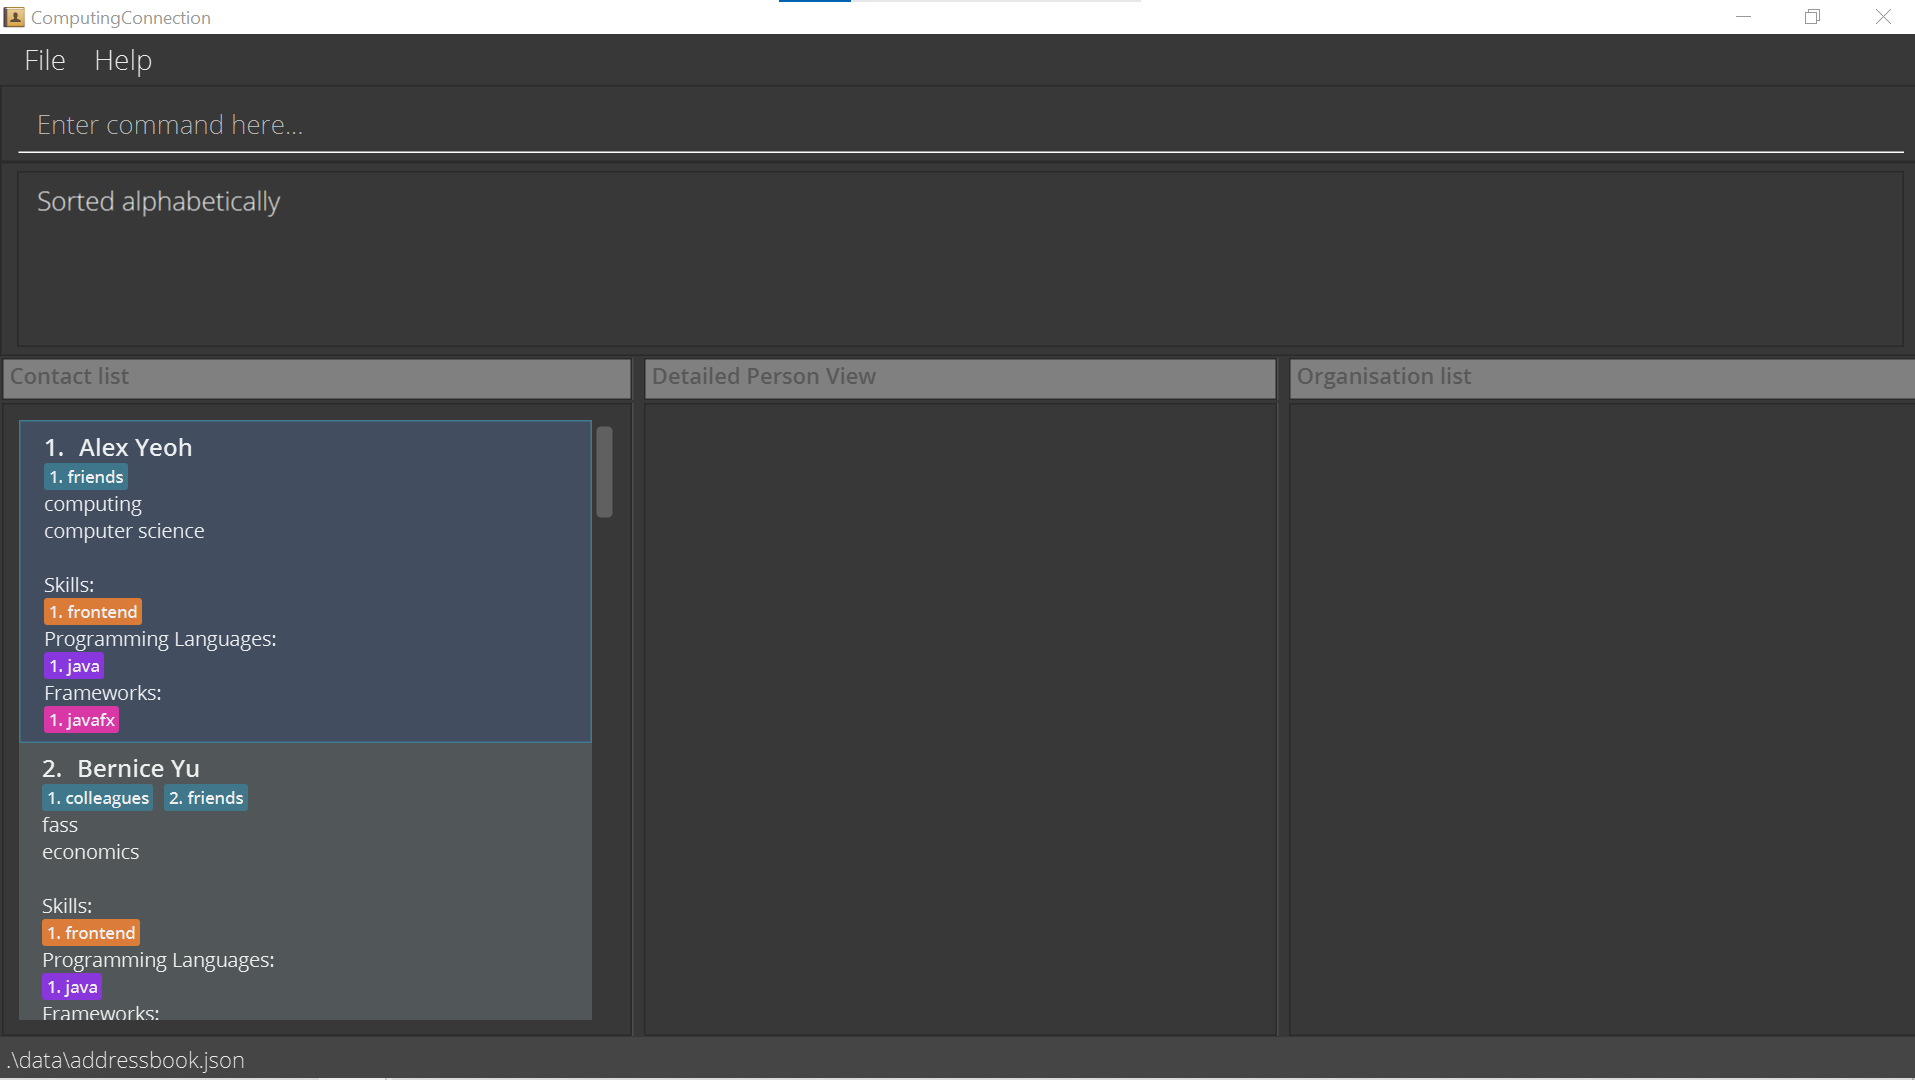 ComputingConnection
File Help
Enter command here...
Sorted alphabetically
Contact list
1. Alex Yeoh
1. friends
computing
computer science
Skills:
1. frontend
Programming Languages:
1. java
Frameworks:
1. javafx
2. Bernice Yu
1. colleagues 2. friends
fass
economics
Skills:
1. frontend
Programming Languages:
1. java
Frameworks:
Detailed Person View
Organisation list
.\data\addressbook.json